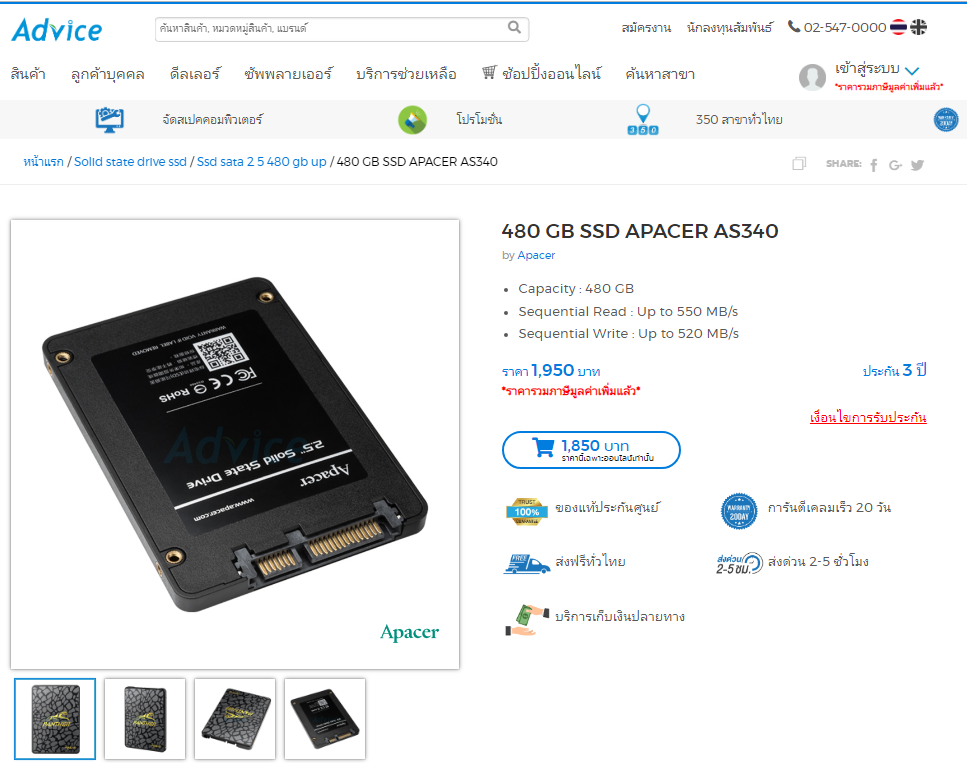 Advice
ค้นหาสินค้า, หมวดหมู่สินค้า, แบรนด์
สมัครงาน นักลงทุนสัมพันธ์ 02-547-0000
สินค้า ลูกค้าบุคคล ดีลเลอร์ ซัพพลายเออร์ บริการช่วยเหลือ ช้อปปิ้งออนไลน์ ค้นหาสาขา
เข้าสู่ระบบ
*ราคารวมภาษีมูลค่าเพิ่มแล้ว*
จัดสเปคคอมพิวเตอร์ โปรโมชั่น 350 350 สาขาทั่วไทย
หน้าแรก / Solid state drive ssd / Ssd sata 2 5 480 gb up / 480 GB SSD APACER AS340
SHARE:
480 GB SSD APACER AS340
by Apacer
Capacity : 480 GB
Sequential Read : Up to 550 MB/s
Sequential Write : Up to 520 MB/s
ราคา 1,950 บาท ประกัน 3 ปี
*ราคารวมภาษีมูลค่าเพิ่มแล้ว*
เงื่อนไขการรับประกัน
1,850 บาท
ราคานี้เฉพาะออนไลน์เท่านั้น
TRUST 100% GUARANTEE ของแท้ประกันศูนย์
WARRANTY 20DAY การันตีเคลมเร็ว 20 วัน
FREE ส่งฟรีทั่วไทย
ส่งด่วน 2-5 ชม. ส่งด่วน 2-5 ชั่วโมง
บริการเก็บเงินปลายทาง
WARRANTY VOID IF LABEL REMOVED
RoHS
Advice
2.5" Solid State Drive
Apacer
www.apacer.com
Apacer